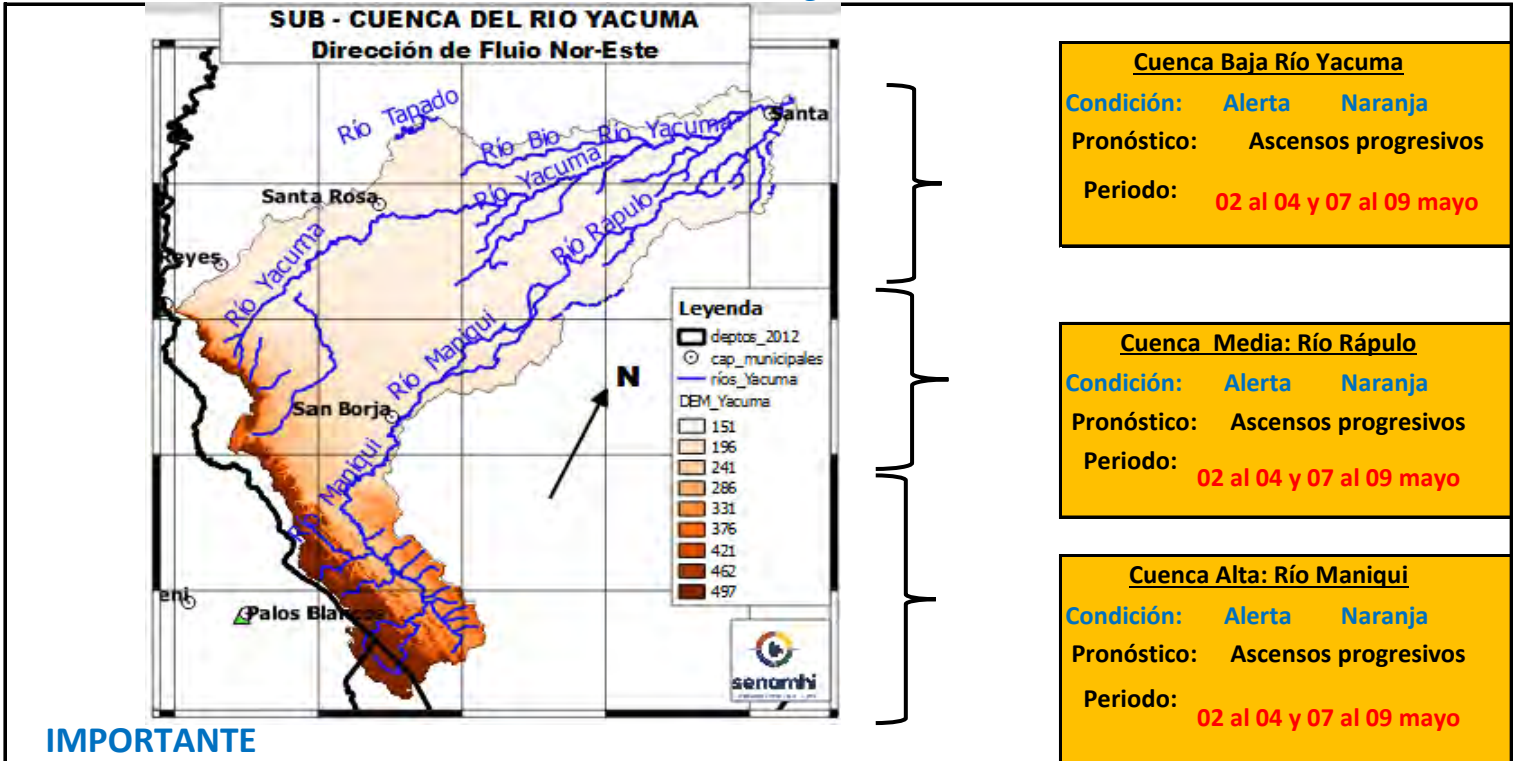 SUB - CUENCA DEL RIO YACUMA
Dirección de Fluio Nor-Este
Río Tapado
Río Bio
Río Yacuma
Santa
Río Yacuma
Santa Rosa
Río Rápulo
Reyes
Río Yacuma
Río Maniqui
San Borja
Río Maniqui
eni
Palos Blancos
N
Leyenda
deptos_2012
cap_municipales
ríos_Yacuma
DEM_Yacuma
151
196
241
286
331
376
421
462
497
senamhi
Cuenca Baja Río Yacuma
Condición: Alerta Naranja
Pronóstico: Ascensos progresivos
Periodo: 02 al 04 y 07 al 09 mayo
Cuenca Media: Río Rápulo
Condición: Alerta Naranja
Pronóstico: Ascensos progresivos
Periodo: 02 al 04 y 07 al 09 mayo
Cuenca Alta: Río Maniqui
Condición: Alerta Naranja
Pronóstico: Ascensos progresivos
Periodo: 02 al 04 y 07 al 09 mayo
IMPORTANTE